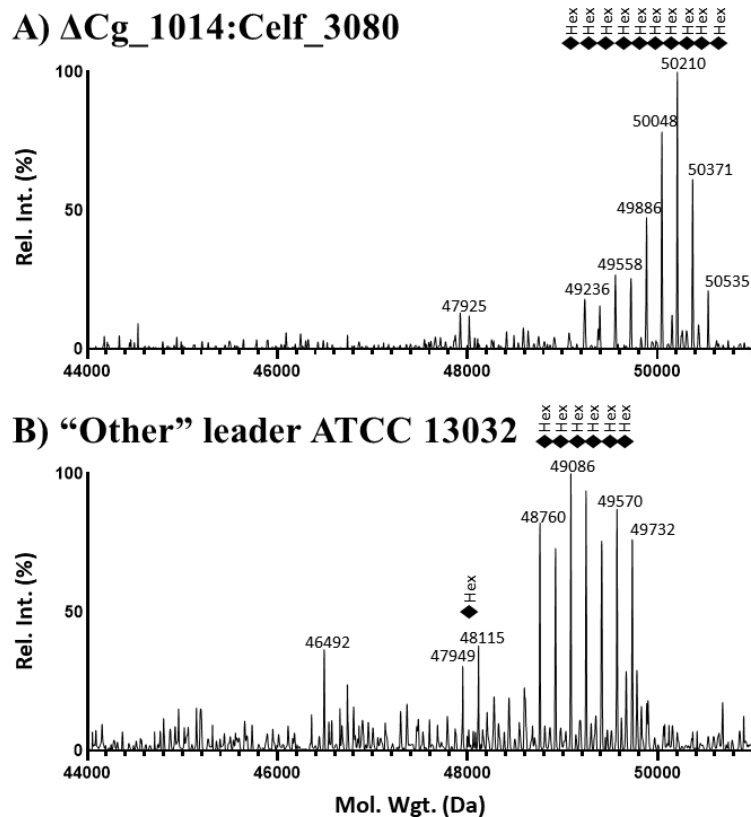 A) ΔCg_1014:Celf_3080
Hex Hex Hex Hex Hex Hex Hex Hex Hex Hex
100
50210
50048
50371
Rel. Int. (%)
50
49886
49558
50535
49236
47925
0
44000 46000 48000 50000
B) “Other” leader ATCC 13032
Hex Hex Hex Hex Hex Hex
100
49086
48760
49570
49732
Rel. Int. (%)
Hex
50
46492
47949
48115
0
44000 46000 48000 50000
Mol. Wgt. (Da)